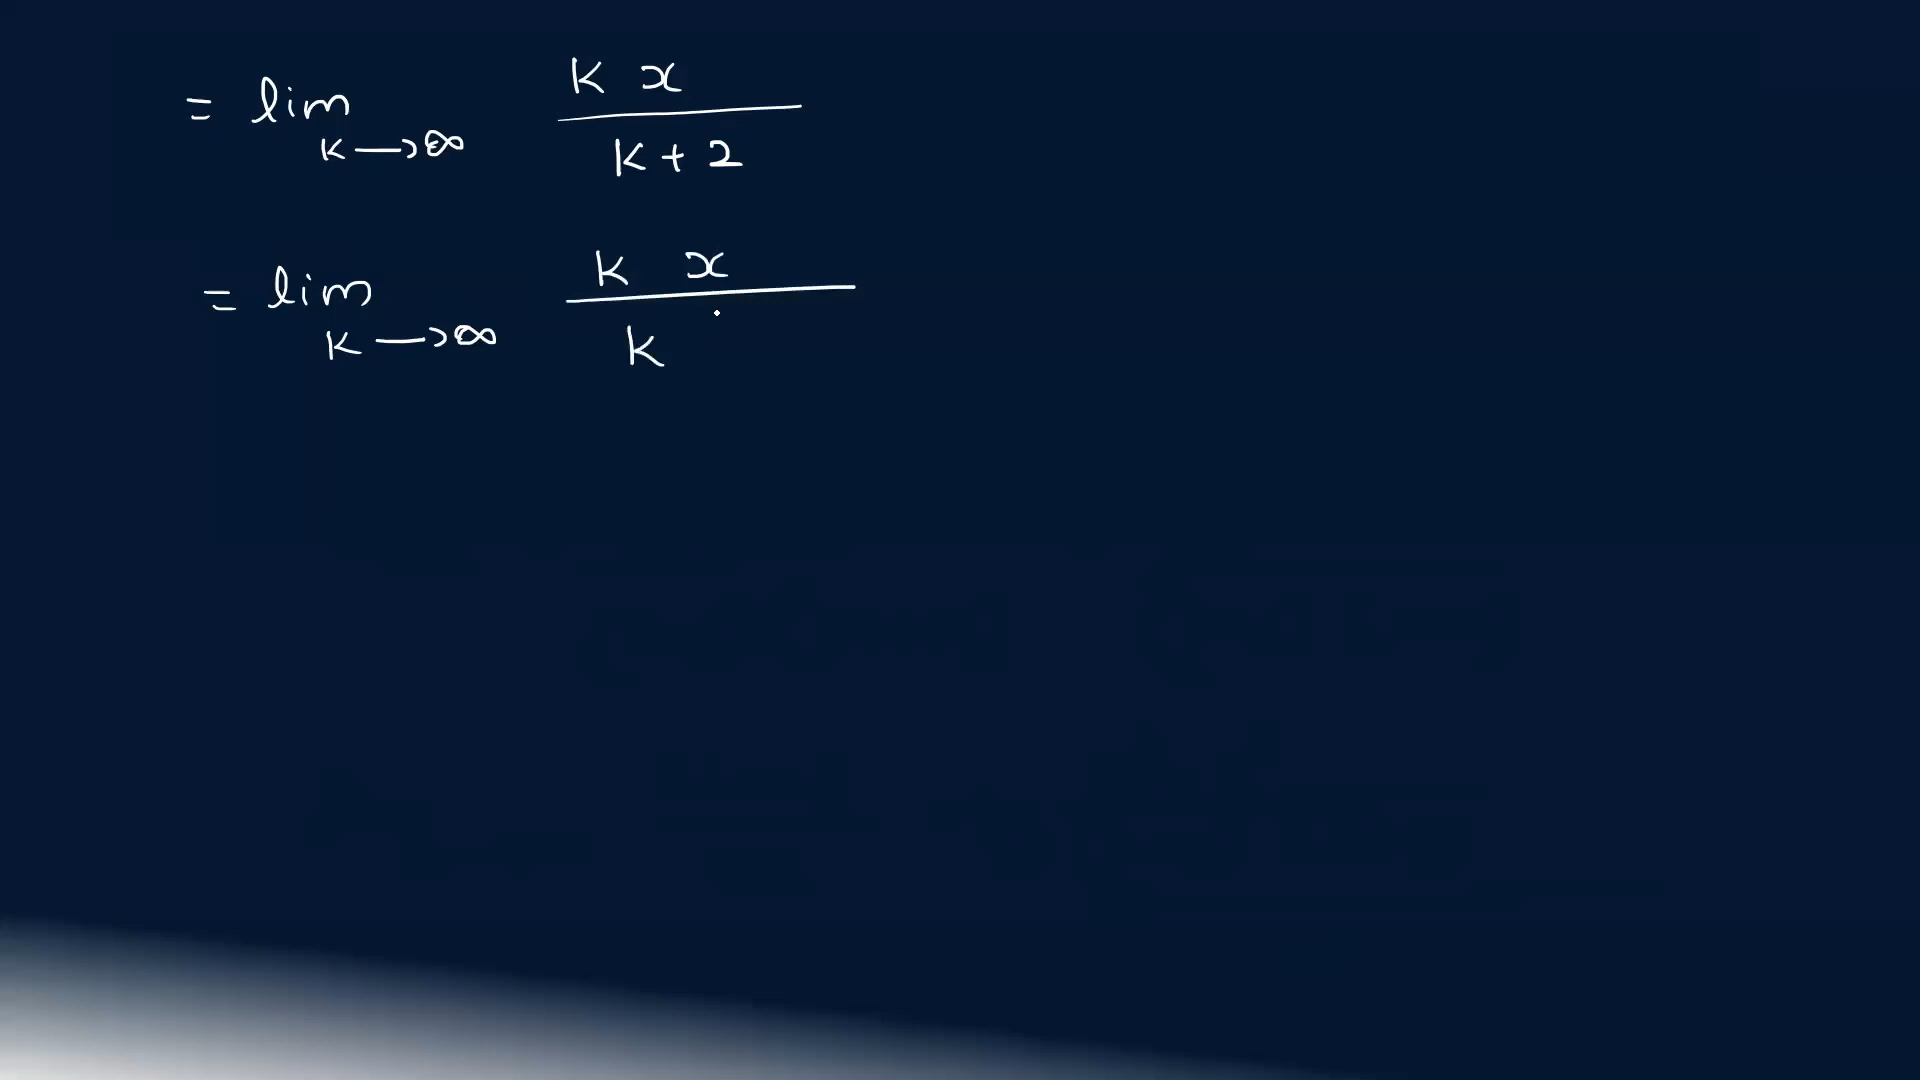 = lim k→∞ k x / k + 2
= lim k→∞ k x / k